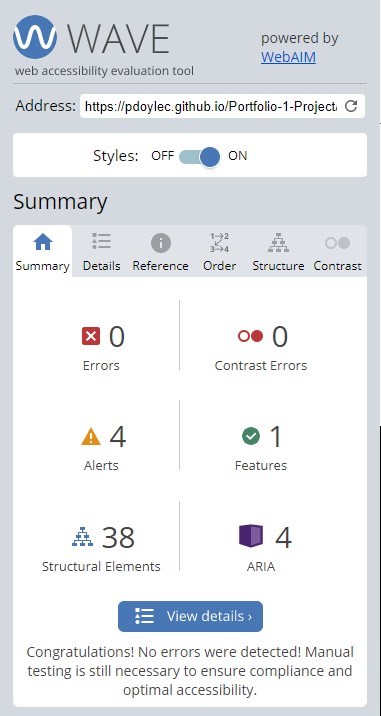 WAVE
powered by
WebAIM
web accessibility evaluation tool
Address: https://pdoylec.github.io/Portfolio-1-Project/
Styles: OFF ON
Summary
Summary Details Reference Order Structure Contrast
0 0
Errors Contrast Errors
4 1
Alerts Features
38 4
Structural Elements ARIA
View details ›
Congratulations! No errors were detected! Manual
testing is still necessary to ensure compliance and
optimal accessibility.